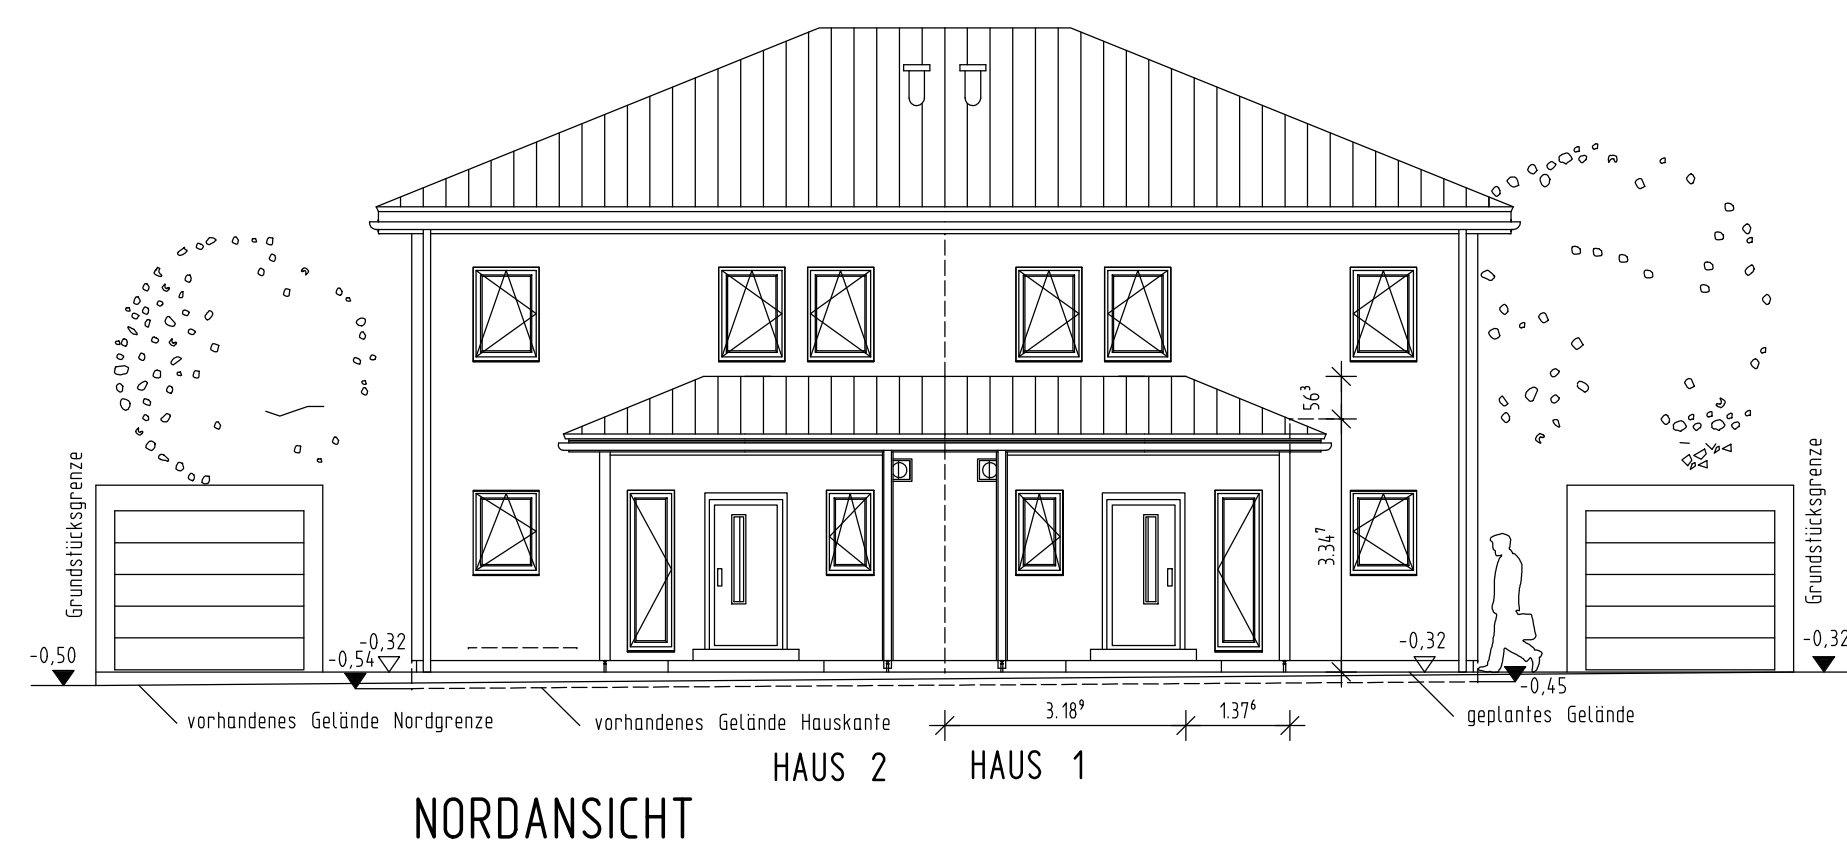 56³
Grundstücksgrenze
Grundstücksgrenze
3.34⁷
-0,50
-0,54
-0,32
-0,32
-0,32
-0,45
vorhandenes Gelände Nordgrenze
vorhandenes Gelände Hauskante
3.18⁹
1.37⁶
geplantes Gelände
HAUS 2
HAUS 1
NORDANSICHT